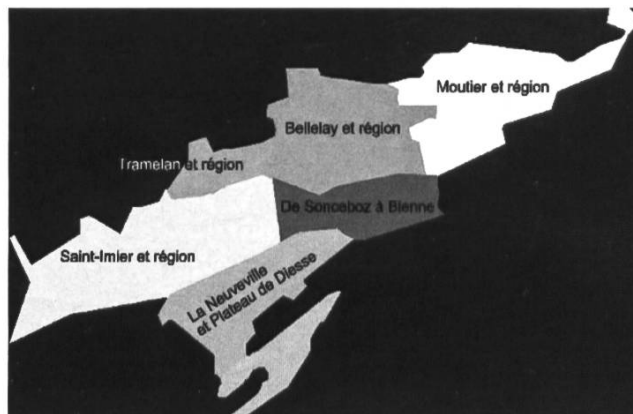 Moutier et région
Bellelay et région
Tramelan et région
De Sonceboz à Bienne
Saint-Imier et région
La Neuveville
et Plateau de Diesse